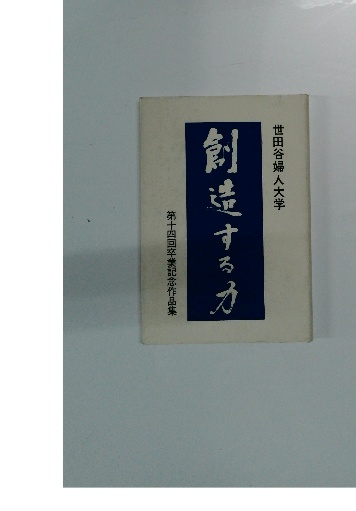 世田谷婦人大学
創造する力
第十四回卒業記念作品集